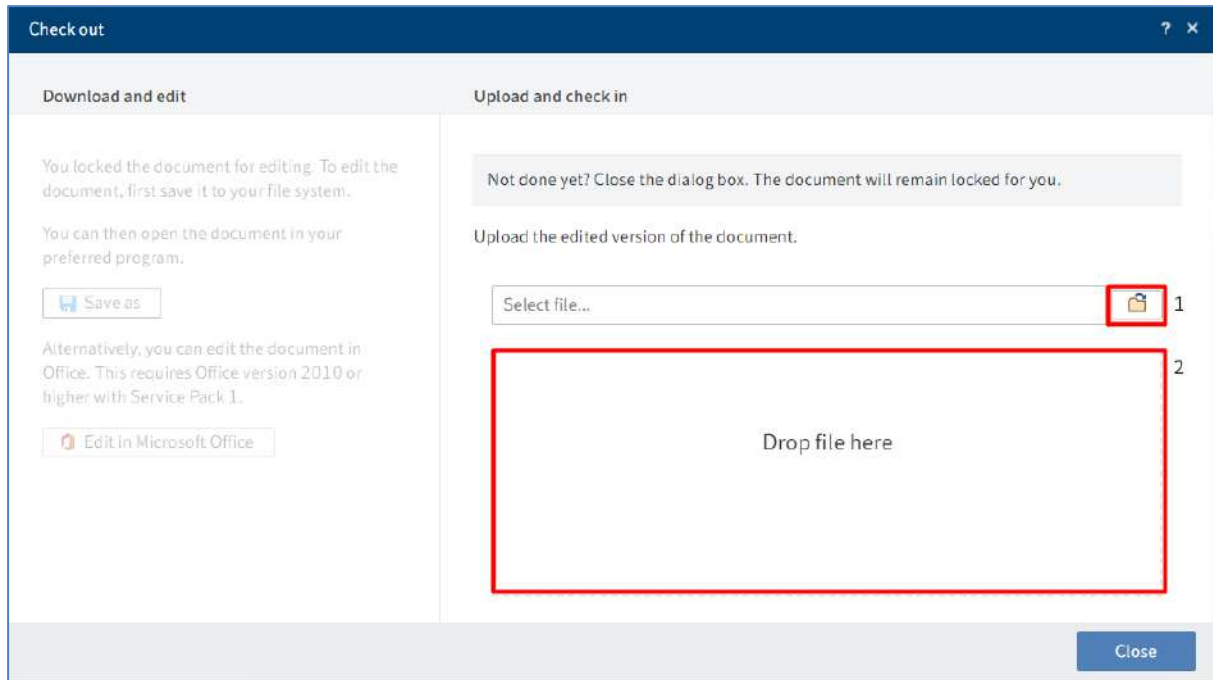 Check out
? ×
Download and edit
You locked the document for editing. To edit the
document, first save it to your file system.
You can then open the document in your
preferred program.
Save as
Alternatively, you can edit the document in
Office. This requires Office version 2010 or
higher with Service Pack 1.
Edit in Microsoft Office
Upload and check in
Not done yet? Close the dialog box. The document will remain locked for you.
Upload the edited version of the document.
Select file...
1
2
Drop file here
Close